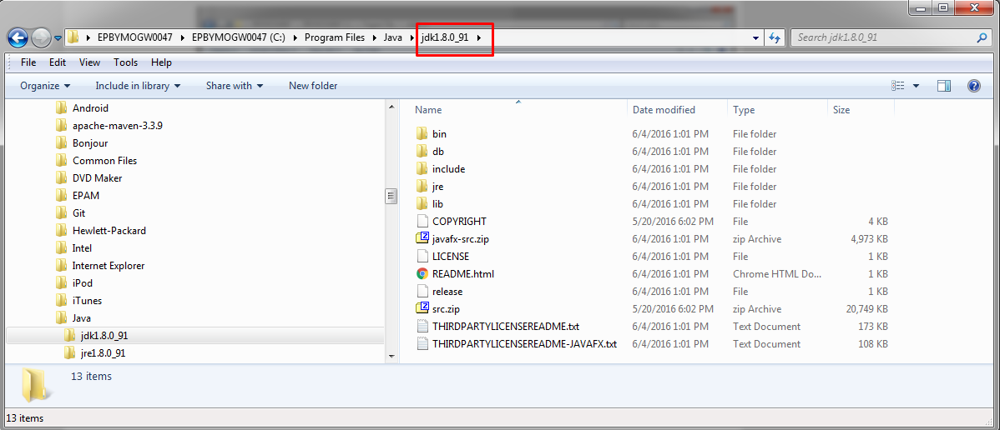 EPBYMOGW0047 EPBYMOGW0047 (C:) Program Files Java jdk1.8.0_91 Search jdk1.8.0_91
File Edit View Tools Help
Organize Include in library Share with New folder
Android
apache-maven-3.3.9
Bonjour
Common Files
DVD Maker
EPAM
Git
Hewlett-Packard
Intel
Internet Explorer
iPod
iTunes
Java
jdk1.8.0_91
jre1.8.0_91
Name Date modified Type Size
bin 6/4/2016 1:01 PM File folder
db 6/4/2016 1:01 PM File folder
include 6/4/2016 1:01 PM File folder
jre 6/4/2016 1:01 PM File folder
lib 6/4/2016 1:01 PM File folder
COPYRIGHT 5/20/2016 6:02 PM File 4 KB
javafx-src.zip 6/4/2016 1:01 PM zip Archive 4,973 KB
LICENSE 6/4/2016 1:01 PM File 1 KB
README.html 6/4/2016 1:01 PM Chrome HTML Do... 1 KB
release 6/4/2016 1:01 PM File 1 KB
src.zip 5/20/2016 6:02 PM zip Archive 20,749 KB
THIRDPARTYLICENSEREADME.txt 6/4/2016 1:01 PM Text Document 173 KB
THIRDPARTYLICENSEREADME-JAVAFX.txt 6/4/2016 1:01 PM Text Document 108 KB
13 items
13 items